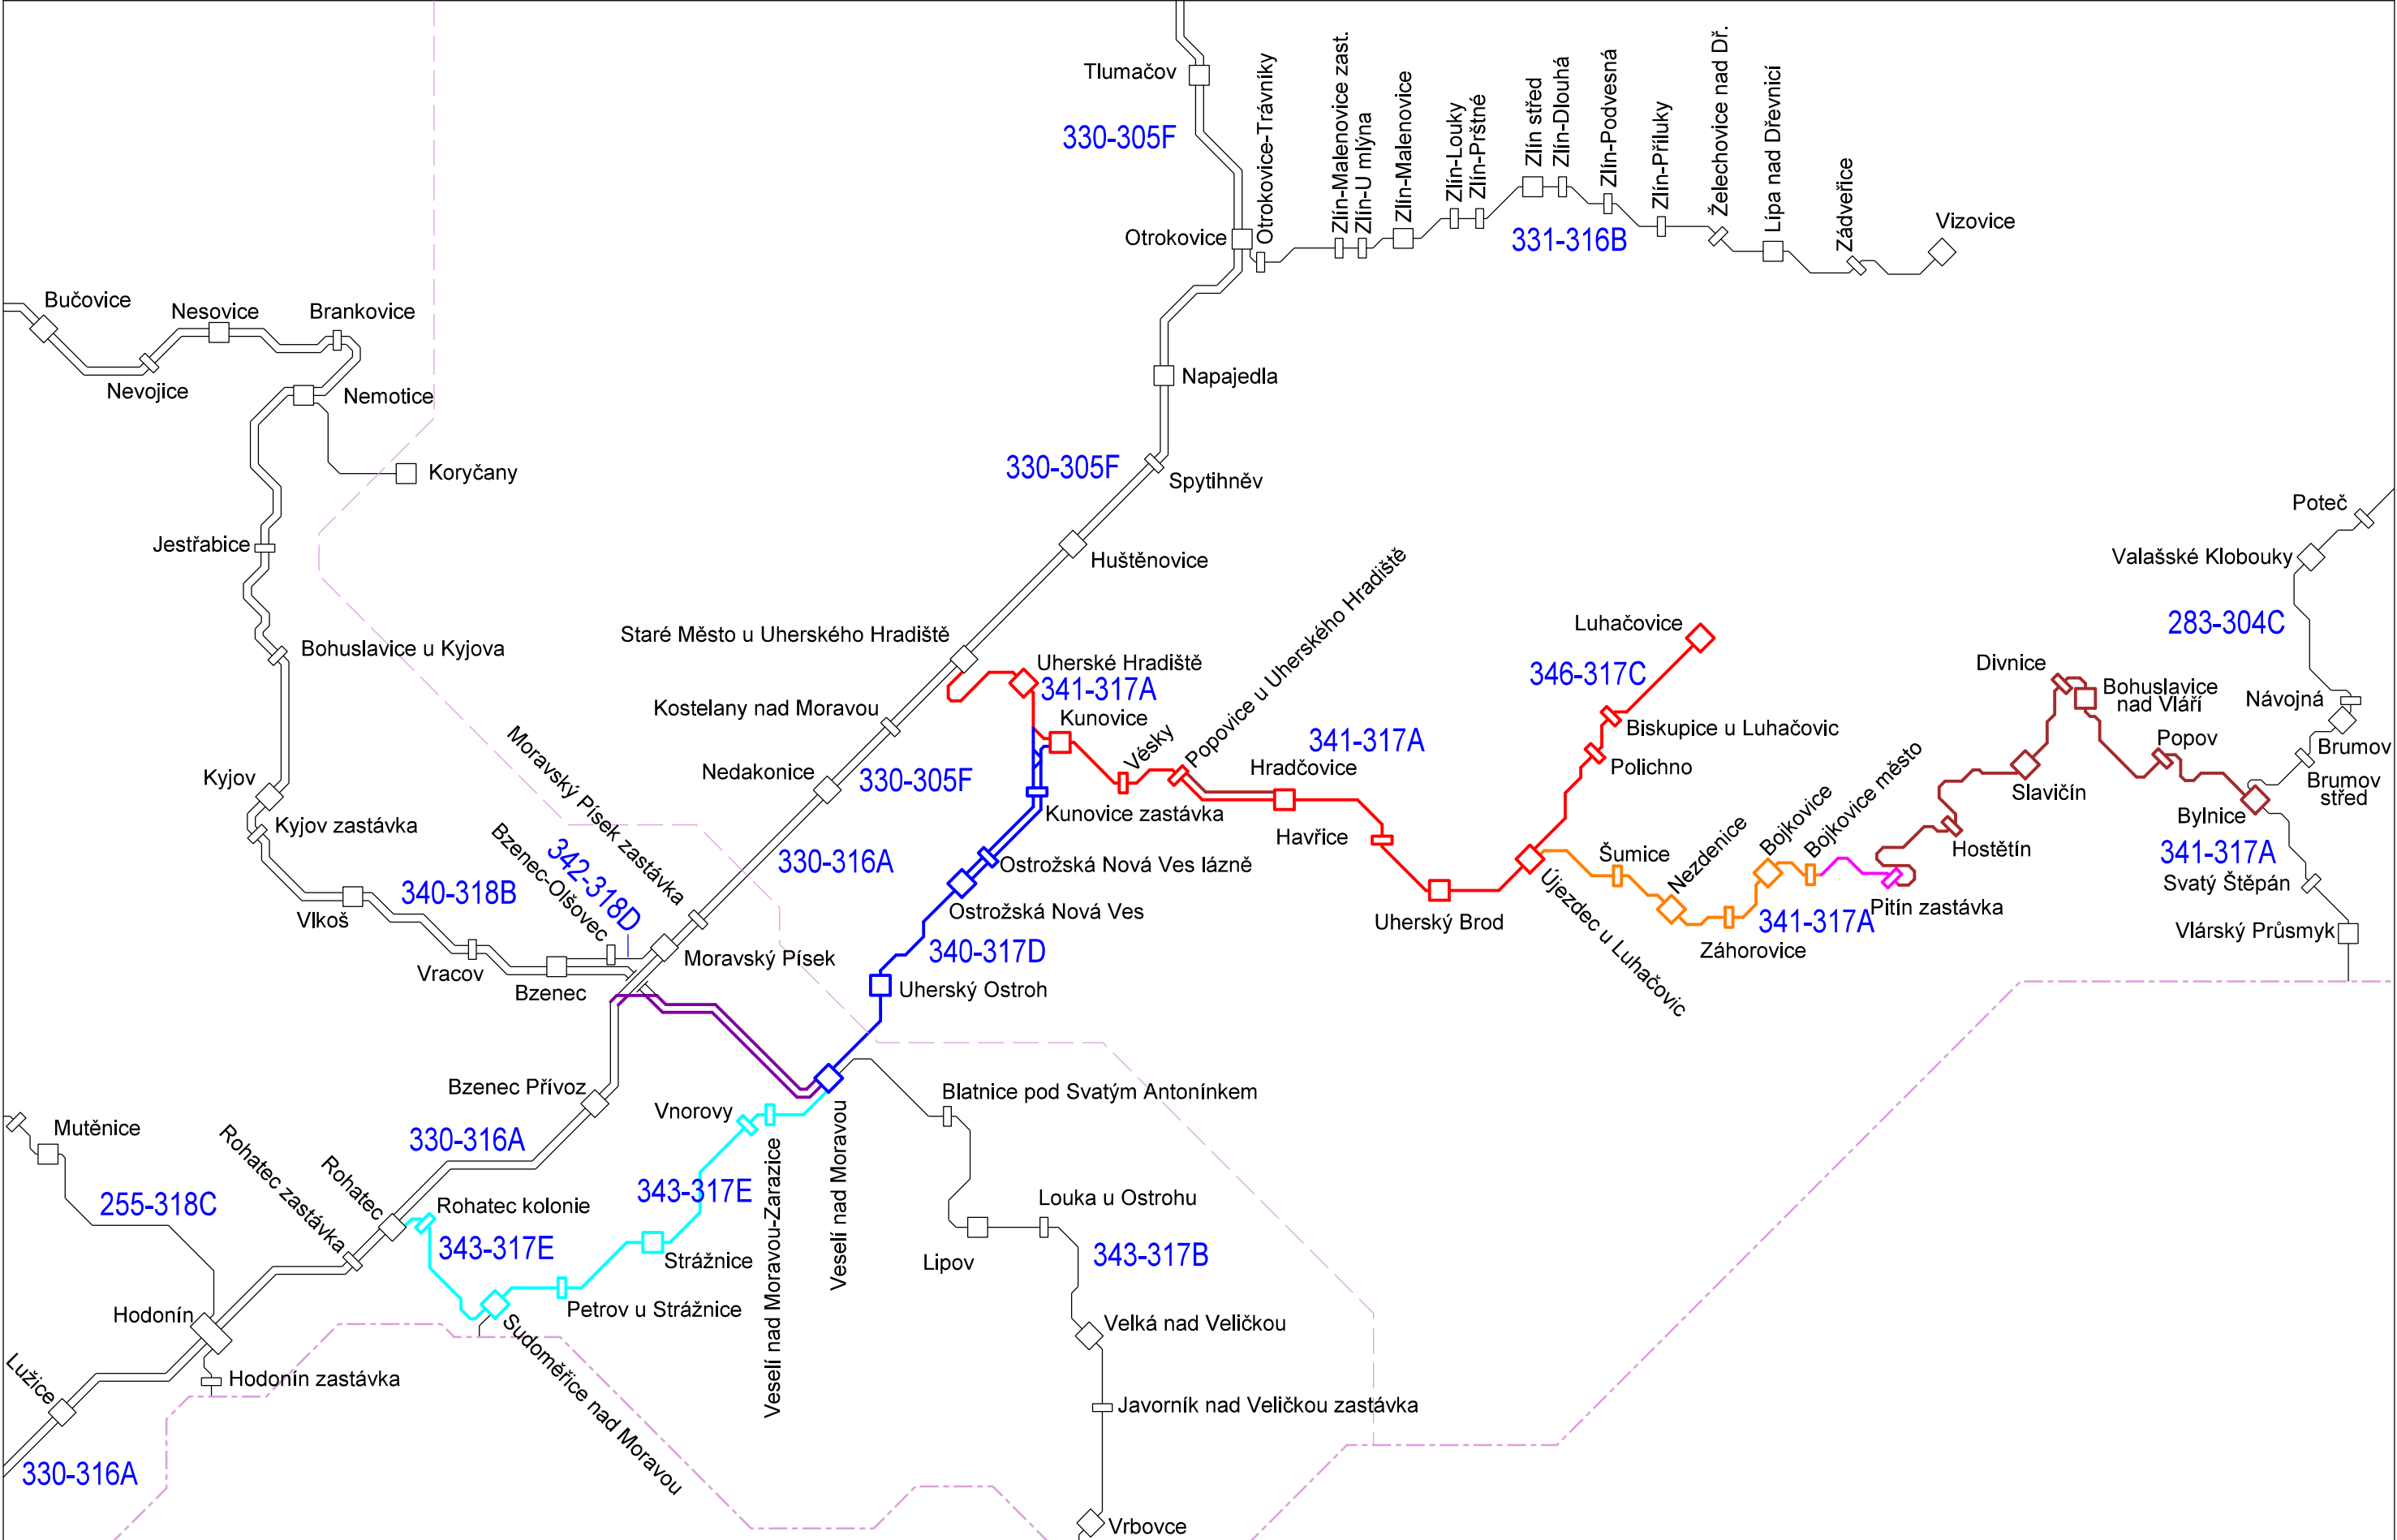 Tlumačov
330-305F
Otrokovice
Otrokovice-Trávníky
Zlín-Malenovice zast.
Zlín-U mlýna
Zlín-Malenovice
Zlín-Louky
Zlín-Prštné
Zlín střed
Zlín-Dlouhá
Zlín-Podvesná
Zlín-Příluky
Želechovice nad Dř.
Lípa nad Dřevnicí
Zádveřice
Vizovice
331-316B
Bučovice
Nesovice
Brankovice
Nevojice
Nemotice
Koryčany
Napajedla
330-305F
Spytihněv
Jestřabice
Huštěnovice
Poteč
Valašské Klobouky
283-304C
Bohuslavice u Kyjova
Staré Město u Uherského Hradiště
Uherské Hradiště
341-317A
Kunovice
Kostelany nad Moravou
Popovice u Uherského Hradiště
Vésky
Hradčovice
341-317A
Luhačovice
346-317C
Biskupice u Luhačovic
Polichno
Divnice
Bohuslavice
nad Vláří
Návojná
Brumov
Popov
Brumov
střed
Slavičín
Bylnice
341-317A
Svatý Štěpán
Vlárský Průsmyk
Kyjov
Kyjov zastávka
Nedakonice
330-305F
Moravský Písek zastávka
Bzenec-Olšovec
342-318D
330-316A
Kunovice zastávka
Ostrožská Nová Ves lázně
Ostrožská Nová Ves
340-317D
Havřice
Uherský Brod
Újezdec u Luhačovic
Šumice
Nezdenice
Bojkovice
Bojkovice město
Záhorovice
341-317A
Pitín zastávka
Hostětín
340-318B
Vlkoš
Vracov
Bzenec
Moravský Písek
Uherský Ostroh
Bzenec Přívoz
Mutěnice
330-316A
Vnorovy
Blatnice pod Svatým Antonínkem
Rohatec zastávka
Rohatec
Rohatec kolonie
343-317E
255-318C
343-317E
Strážnice
Veselí nad Moravou-Zarazice
Veselí nad Moravou
Louka u Ostrohu
343-317B
Lipov
Hodonín
Petrov u Strážnice
Sudoměřice nad Moravou
Velká nad Veličkou
Lužice
Hodonín zastávka
Javorník nad Veličkou zastávka
330-316A
Vrbovce